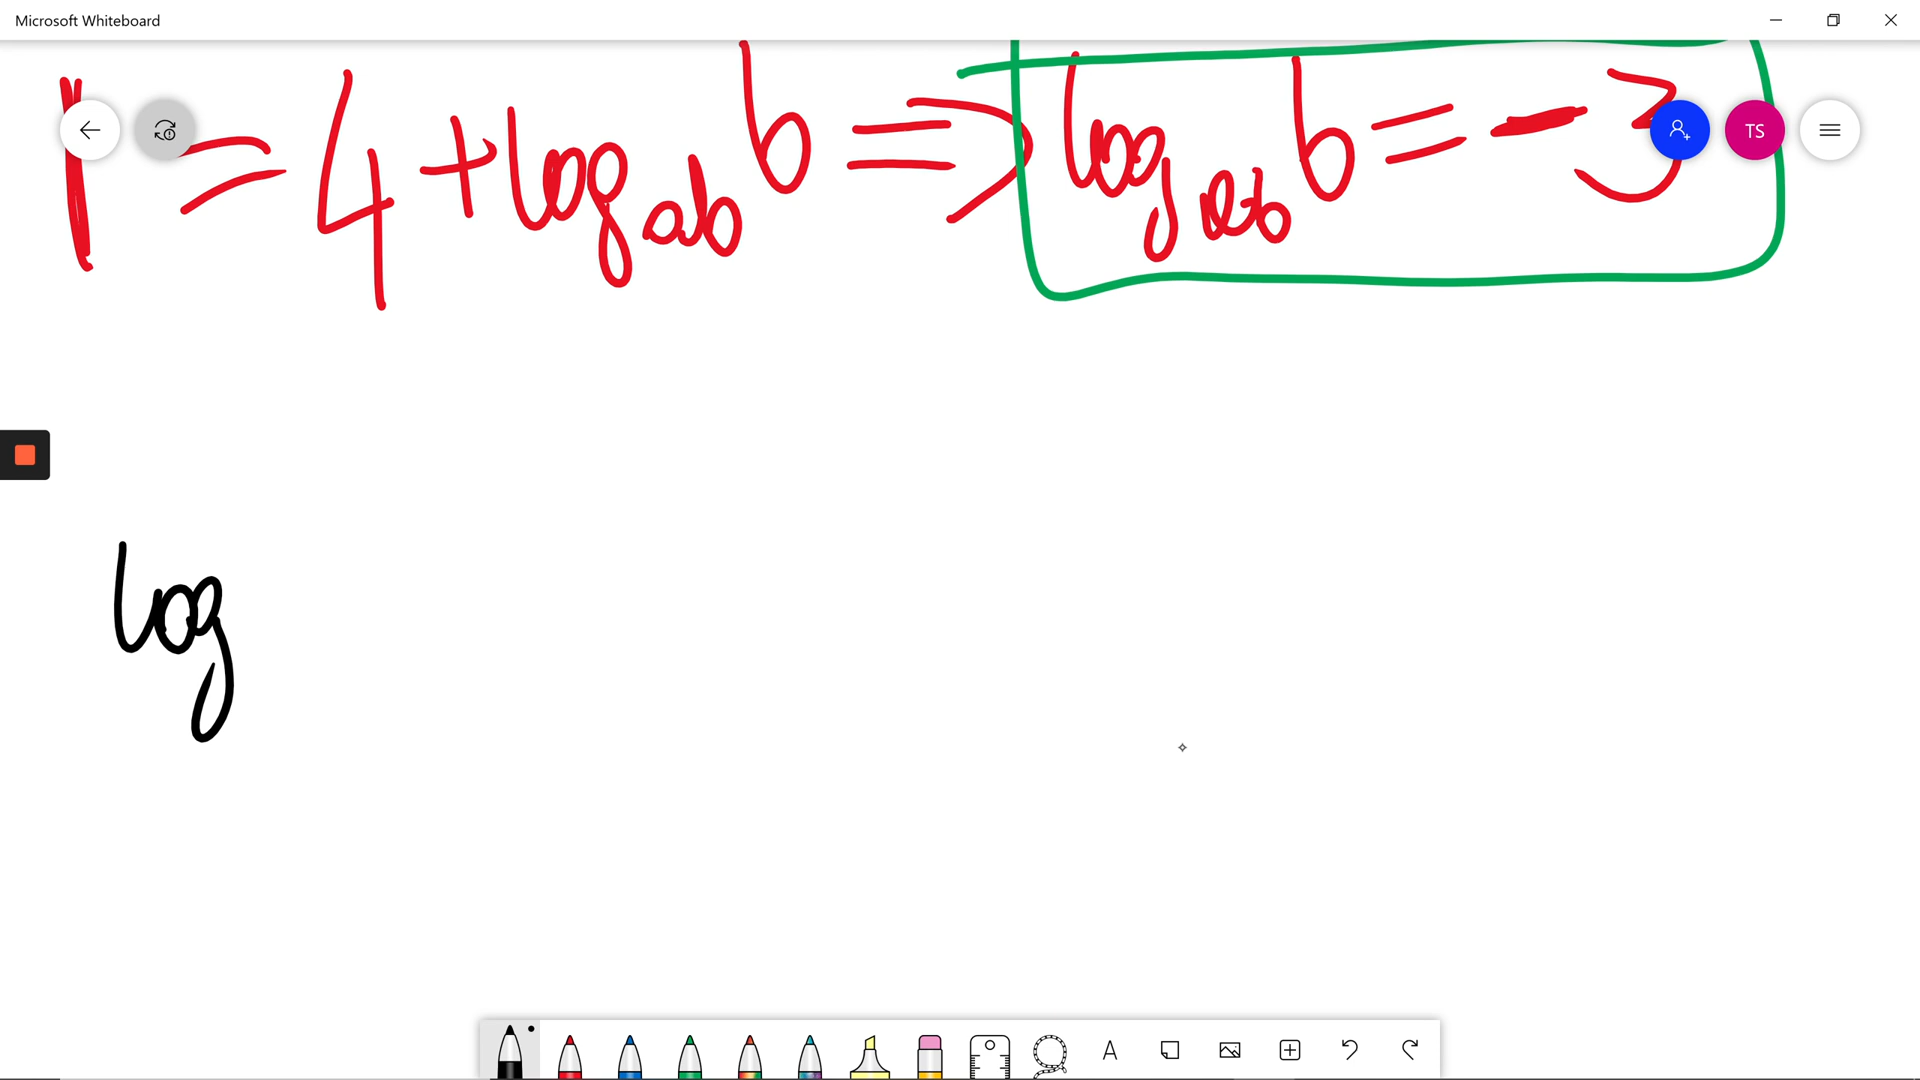 Microsoft Whiteboard
1 = 4 + log_ab b => log_ab b = -3
TS
log
A